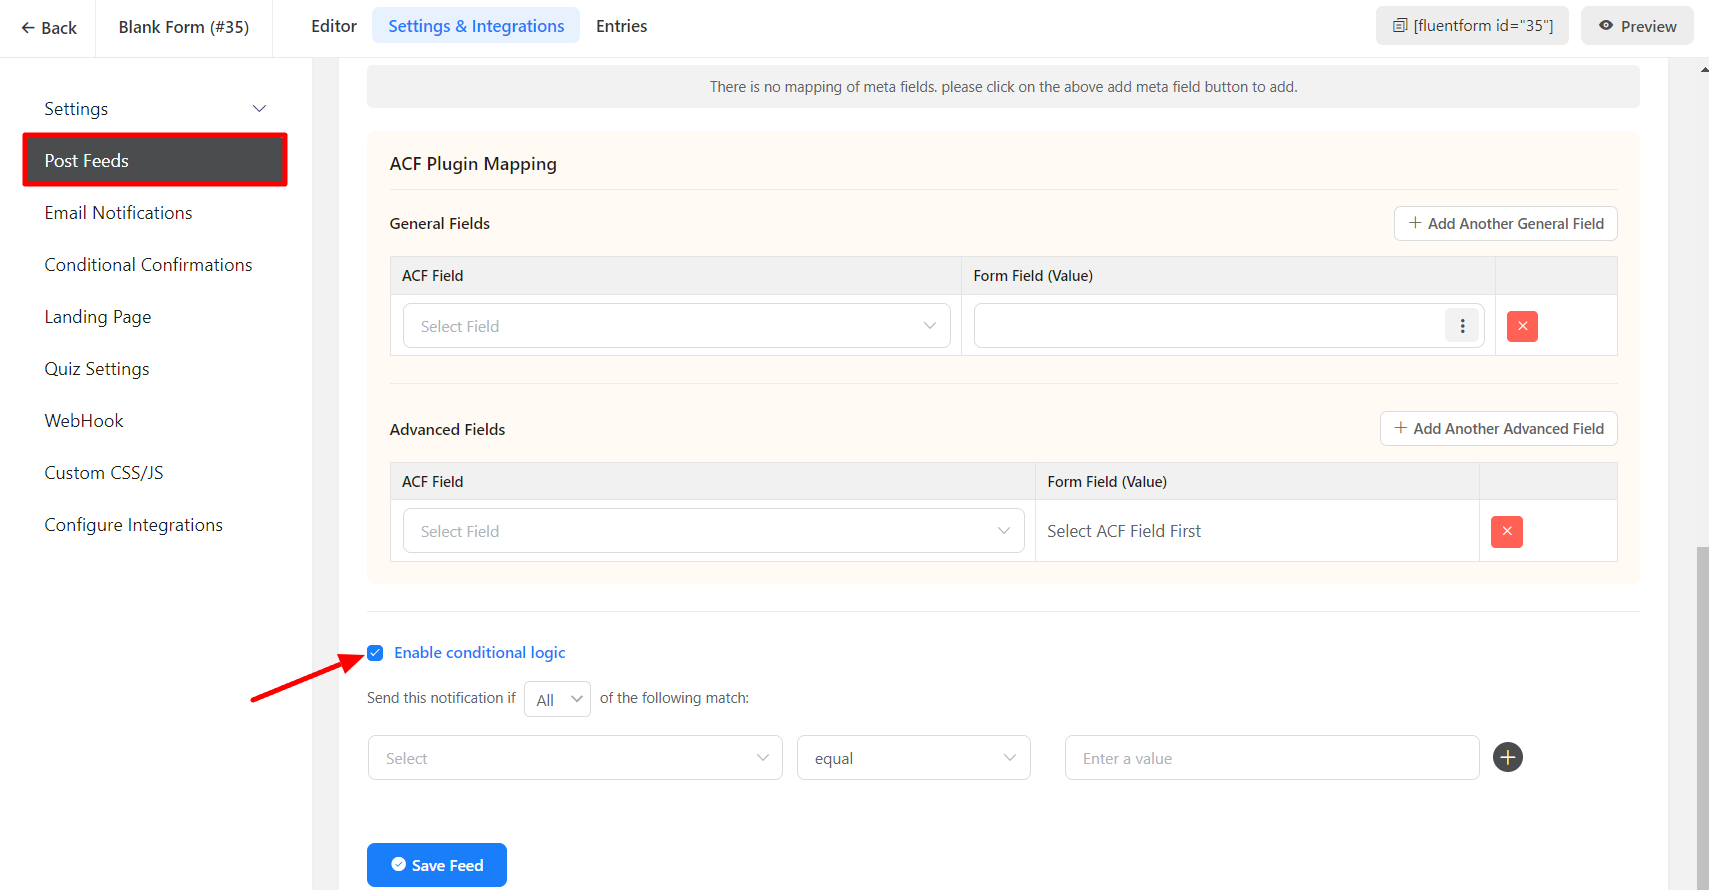 Back
Blank Form (#35)
Editor
Settings & Integrations
Entries
[fluentform id="35"]
Preview
Settings
Post Feeds
Email Notifications
Conditional Confirmations
Landing Page
Quiz Settings
WebHook
Custom CSS/JS
Configure Integrations
There is no mapping of meta fields. please click on the above add meta field button to add.
ACF Plugin Mapping
General Fields
Add Another General Field
ACF Field
Form Field (Value)
Select Field
Advanced Fields
Add Another Advanced Field
ACF Field
Form Field (Value)
Select Field
Select ACF Field First
Enable conditional logic
Send this notification if All of the following match:
Select
equal
Enter a value
Save Feed